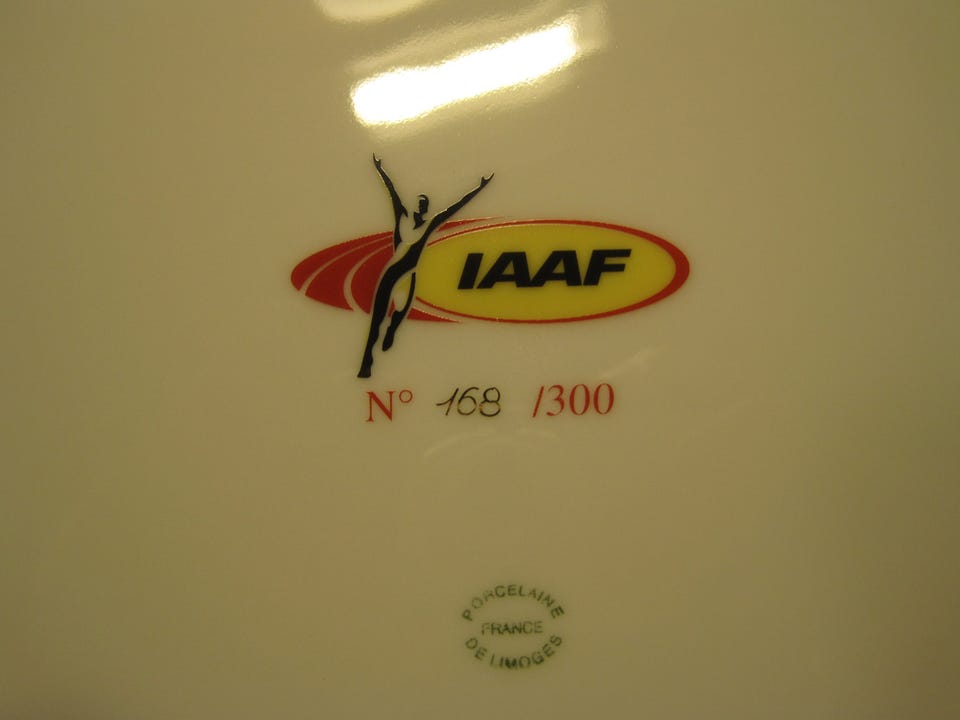 IAAF
N° 168 /300
PORCELAINE
FRANCE
DE LIMOGES